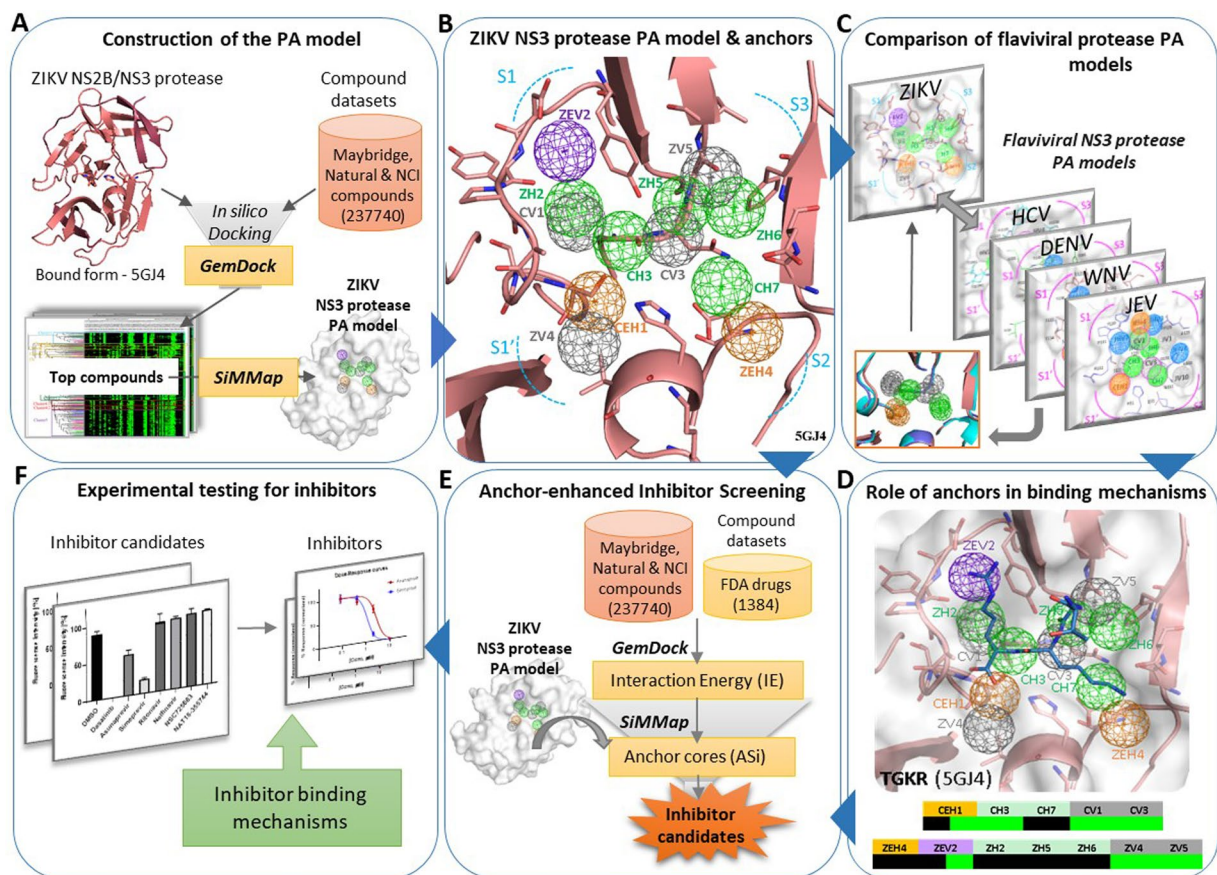 A
Construction of the PA model
ZIKV NS2B/NS3 protease
Compound
datasets
Maybridge,
Natural & NCI
compounds
(237740)
In silico
Docking
GemDock
Bound form - 5GJ4
ZIKV
NS3 protease
PA model
Top compounds
SiMMap
B
ZIKV NS3 protease PA model & anchors
S1
S3
ZEV2
ZV5
ZH2
ZH5
CV1
ZH6
CH3
CV3
CH7
CEH1
ZV4
ZEH4
S1'
S2
5GJ4
C
Comparison of flaviviral protease PA
models
ZIKV
Flaviviral NS3 protease
PA models
HCV
DENV
WNV
JEV
F
Experimental testing for inhibitors
Inhibitor candidates
Inhibitors
DMSO
Dasatinib
Asunaprevir
Simeprevir
Ritonavir
Nelfinavir
Inhibitor binding
mechanisms
E
Anchor-enhanced Inhibitor Screening
Maybridge,
Natural & NCI
compounds
(237740)
Compound
datasets
FDA drugs
(1384)
ZIKV
NS3 protease
PA model
GemDock
Interaction Energy (IE)
SiMMap
Anchor cores (ASi)
Inhibitor
candidates
D
Role of anchors in binding mechanisms
ZEV2
ZV5
ZH2
ZH5
ZH6
CV1
CH3
CV3
CH7
CEH1
ZV4
ZEH4
TGKR (5GJ4)
CEH1 CH3 CH7 CV1 CV3
ZEH4 ZEV2 ZH2 ZH5 ZH6 ZV4 ZV5